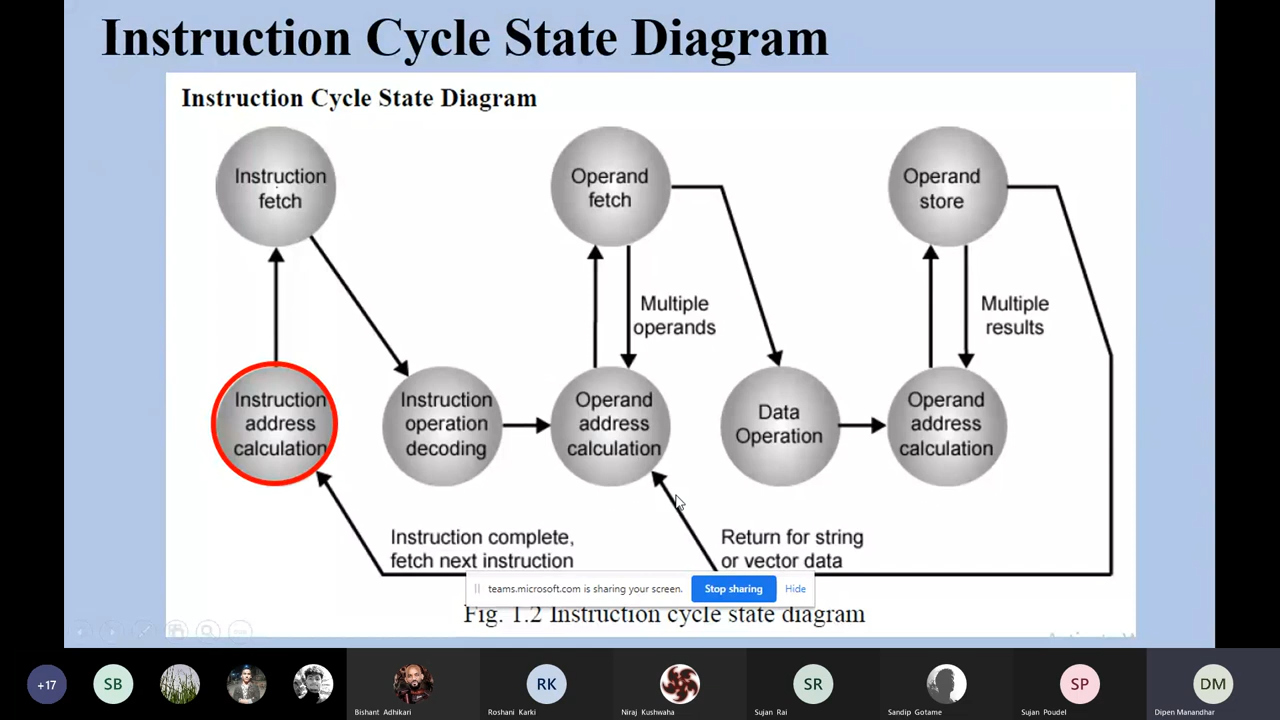 Instruction Cycle State Diagram
Instruction Cycle State Diagram
Instruction
fetch
Operand
fetch
Operand
store
Multiple
operands
Multiple
results
Instruction
address
calculation
Instruction
operation
decoding
Operand
address
calculation
Data
Operation
Operand
address
calculation
Instruction complete,
fetch next instruction
Return for string
or vector data
teams.microsoft.com is sharing your screen.
Stop sharing
Hide
Fig. 1.2 Instruction cycle state diagram
+17
SB
RK
SR
SP
DM
Bishant Adhikari
Roshani Karki
Niraj Kushwaha
Sujan Rai
Sandip Gotame
Sujan Poudel
Dipen Manandhar